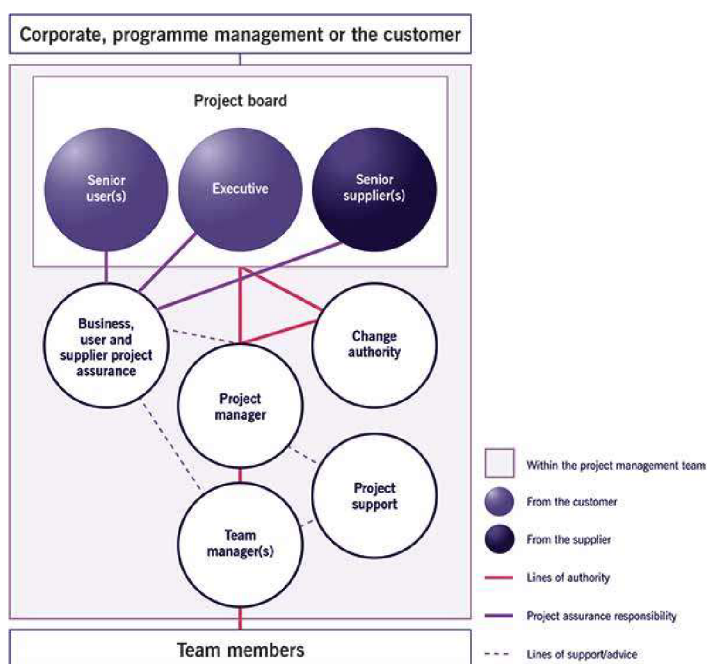 Corporate, programme management or the customer
Project board
Senior
user(s)
Executive
Senior
supplier(s)
Business,
user and
supplier project
assurance
Change
authority
Project
manager
Project
support
Team
manager(s)
Team members
Within the project management team
From the customer
From the supplier
Lines of authority
Project assurance responsibility
Lines of support/advice